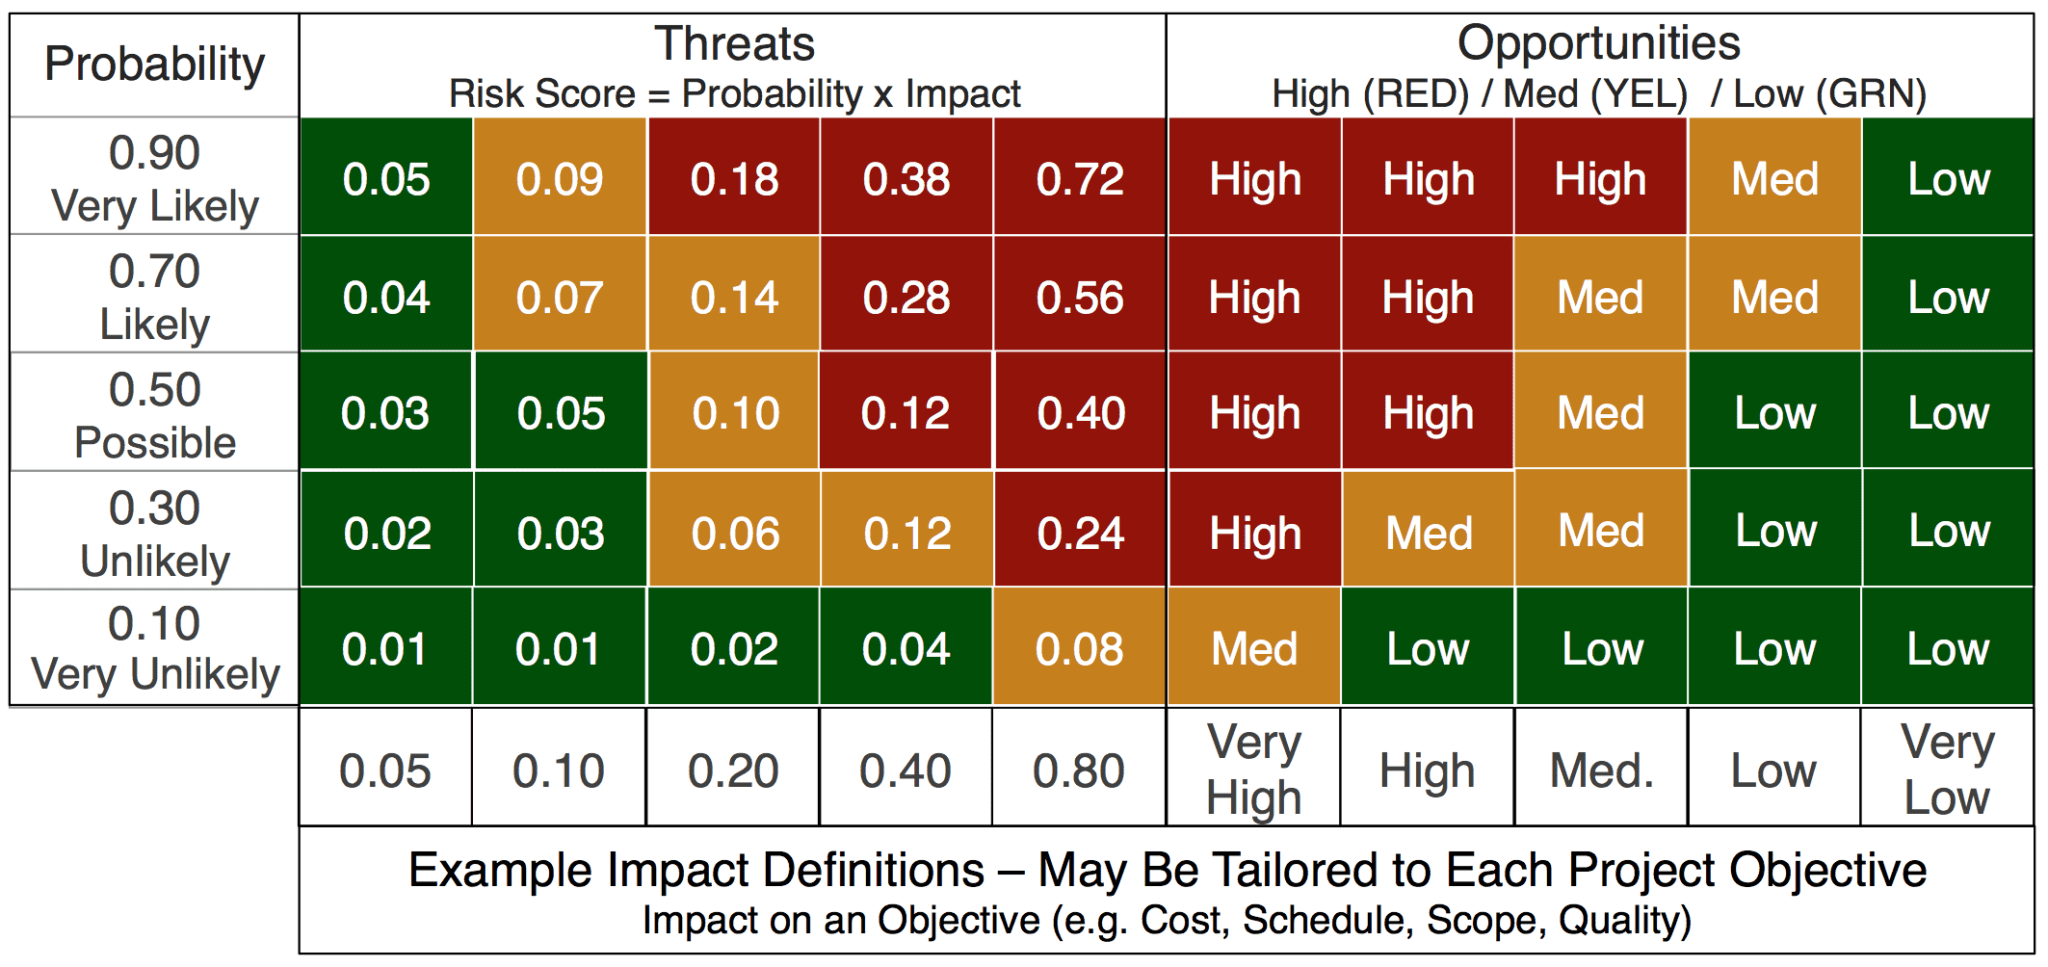 Probability
Threats
Risk Score = Probability x Impact
Opportunities
High (RED) / Med (YEL) / Low (GRN)
0.90
Very Likely
0.05 0.09 0.18 0.38 0.72 High High High Med Low
0.70
Likely
0.04 0.07 0.14 0.28 0.56 High High Med Med Low
0.50
Possible
0.03 0.05 0.10 0.12 0.40 High High Med Low Low
0.30
Unlikely
0.02 0.03 0.06 0.12 0.24 High Med Med Low Low
0.10
Very Unlikely
0.01 0.01 0.02 0.04 0.08 Med Low Low Low Low
0.05 0.10 0.20 0.40 0.80
Very
High
High
Med.
Low
Very
Low
Example Impact Definitions – May Be Tailored to Each Project Objective
Impact on an Objective (e.g. Cost, Schedule, Scope, Quality)